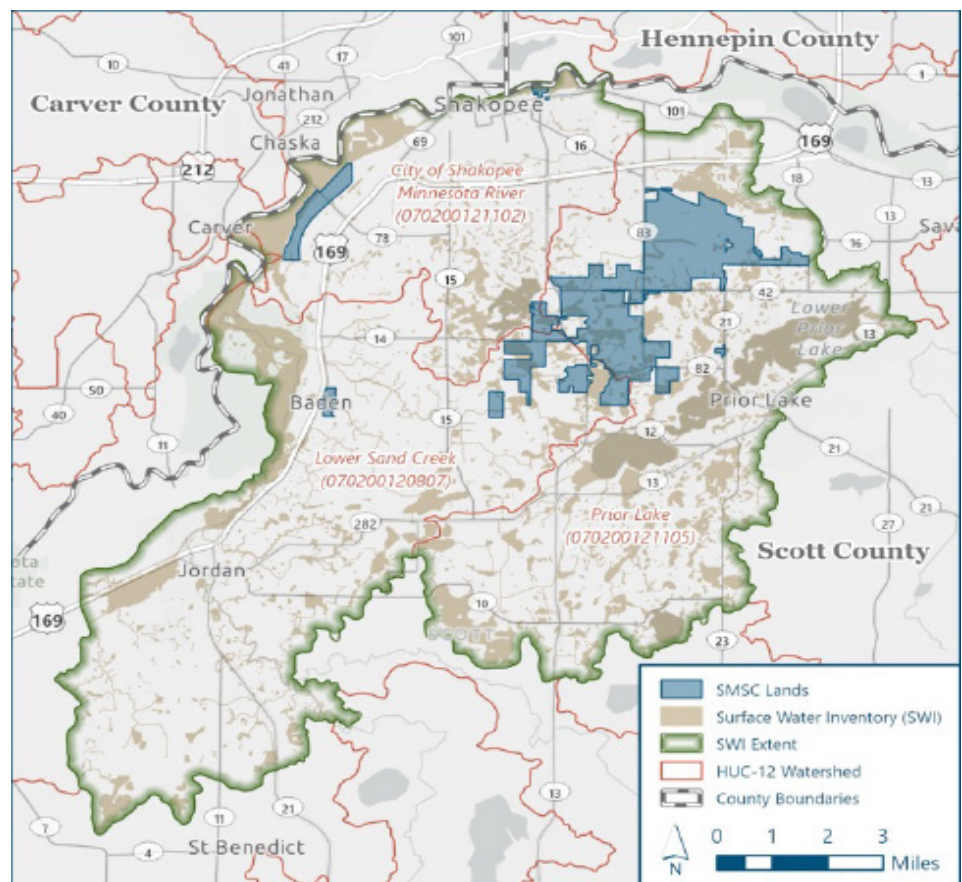 Hennepin County
101
10
41
17
Jonathan
1
Carver County
Shakopee
212
101
Chaska
69
169
16
212
City of Shakopee
Minnesota River
(070200121102)
18
13
13
Carver
83
Sava
78
16
169
15
42
Lower
Prior
Lake
21
14
13
82
50
Baden
Prior Lake
40
15
12
11
21
Lower Sand Creek
(070200120807)
13
21
282
Prior Lake
(070200121105)
27
Scott County
ota
state
Jordan
169
10
SCOTT
23
SMSC Lands
Surface Water Inventory (SWI)
SWI Extent
HUC-12 Watershed
County Boundaries
13
21
11
7
4
St Benedict
0 1 2 3
Miles
N